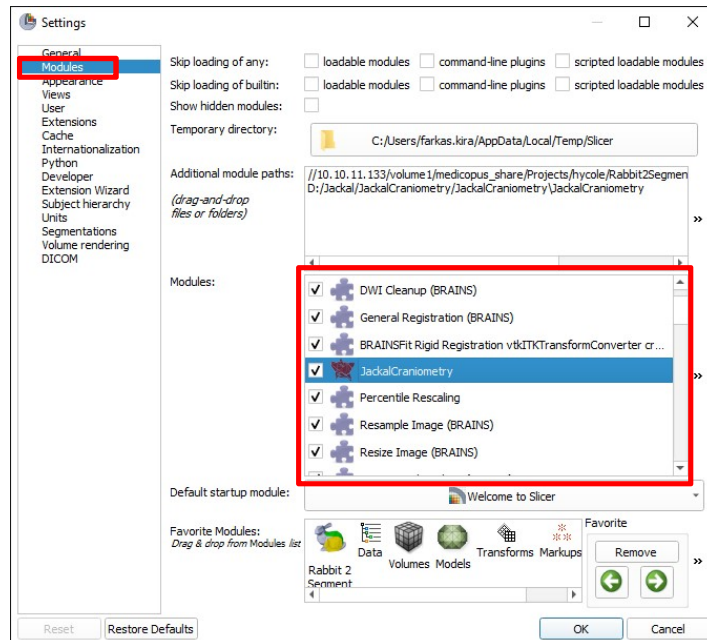 Settings
General
Modules
Appearance
Views
User
Extensions
Cache
Internationalization
Python
Developer
Extension Wizard
Subject hierarchy
Units
Segmentations
Volume rendering
DICOM
Skip loading of any: loadable modules command-line plugins scripted loadable modules
Skip loading of builtin: loadable modules command-line plugins scripted loadable modules
Show hidden modules:
Temporary directory: C:/Users/farkas.kira/AppData/Local/Temp/Slicer
Additional module paths: //10.10.11.133/volume1/medicopus_share/Projects/hycole/Rabbit2Segmen
D:/Jackal/JackalCraniometry/JackalCraniometry\JackalCraniometry
(drag-and-drop
files or folders)
»
Modules:
DWI Cleanup (BRAINS)
General Registration (BRAINS)
BRAINSFit Rigid Registration vtkITKTransformConverter cr...
JackalCraniometry
Percentile Rescaling
Resample Image (BRAINS)
Resize Image (BRAINS)
»
Default startup module: Welcome to Slicer
Favorite Modules:
Drag & drop from Modules list
Rabbit 2
Segment
Data
Volumes
Models
Transforms
Markups
Favorite
Remove
»
Reset
Restore Defaults
OK
Cancel